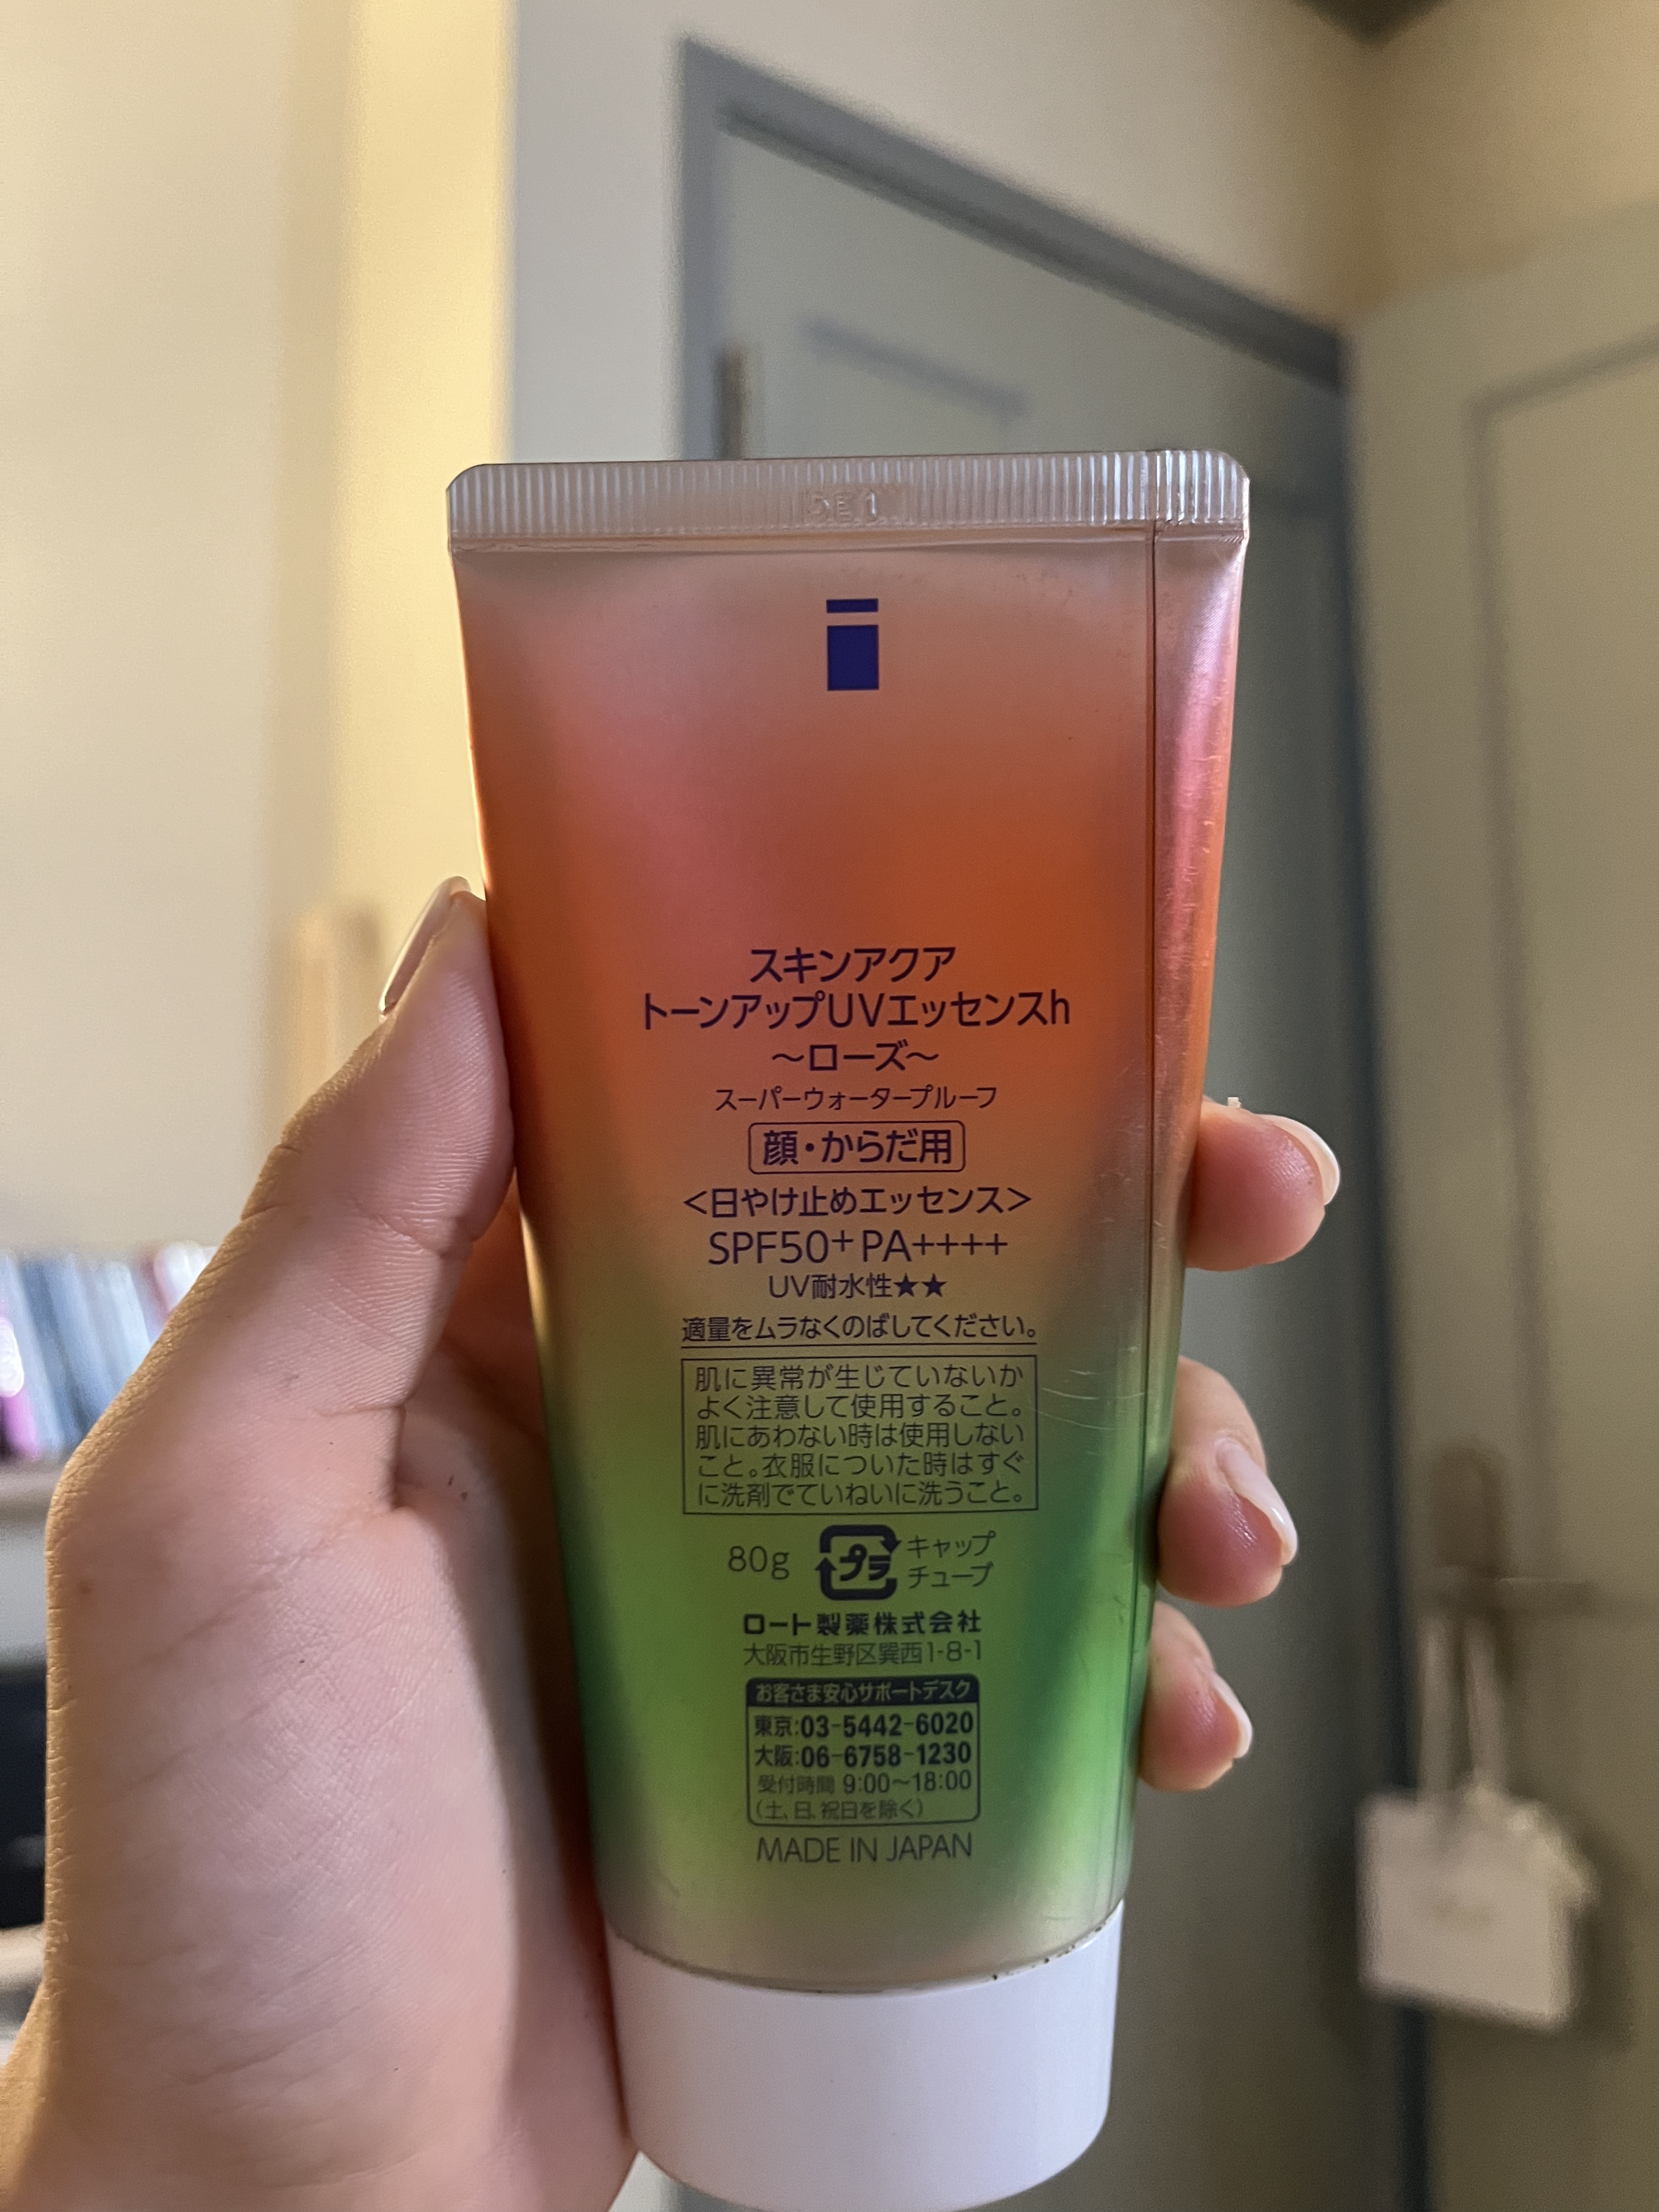 5E1
スキンアクア
トーンアップUVエッセンスh
～ローズ～
スーパーウォータープルーフ
顔・からだ用
＜日やけ止めエッセンス＞
SPF50+ PA++++
UV耐水性★★
適量をムラなくのばしてください。
肌に異常が生じていないか
よく注意して使用すること。
肌にあわない時は使用しない
こと。衣服についた時はすぐ
に洗剤でていねいに洗うこと。
80g プラ キャップ
チューブ
ロート製薬株式会社
大阪市生野区巽西1-8-1
お客さま安心サポートデスク
東京:03-5442-6020
大阪:06-6758-1230
受付時間 9:00～18:00
(土、日、祝日を除く)
MADE IN JAPAN